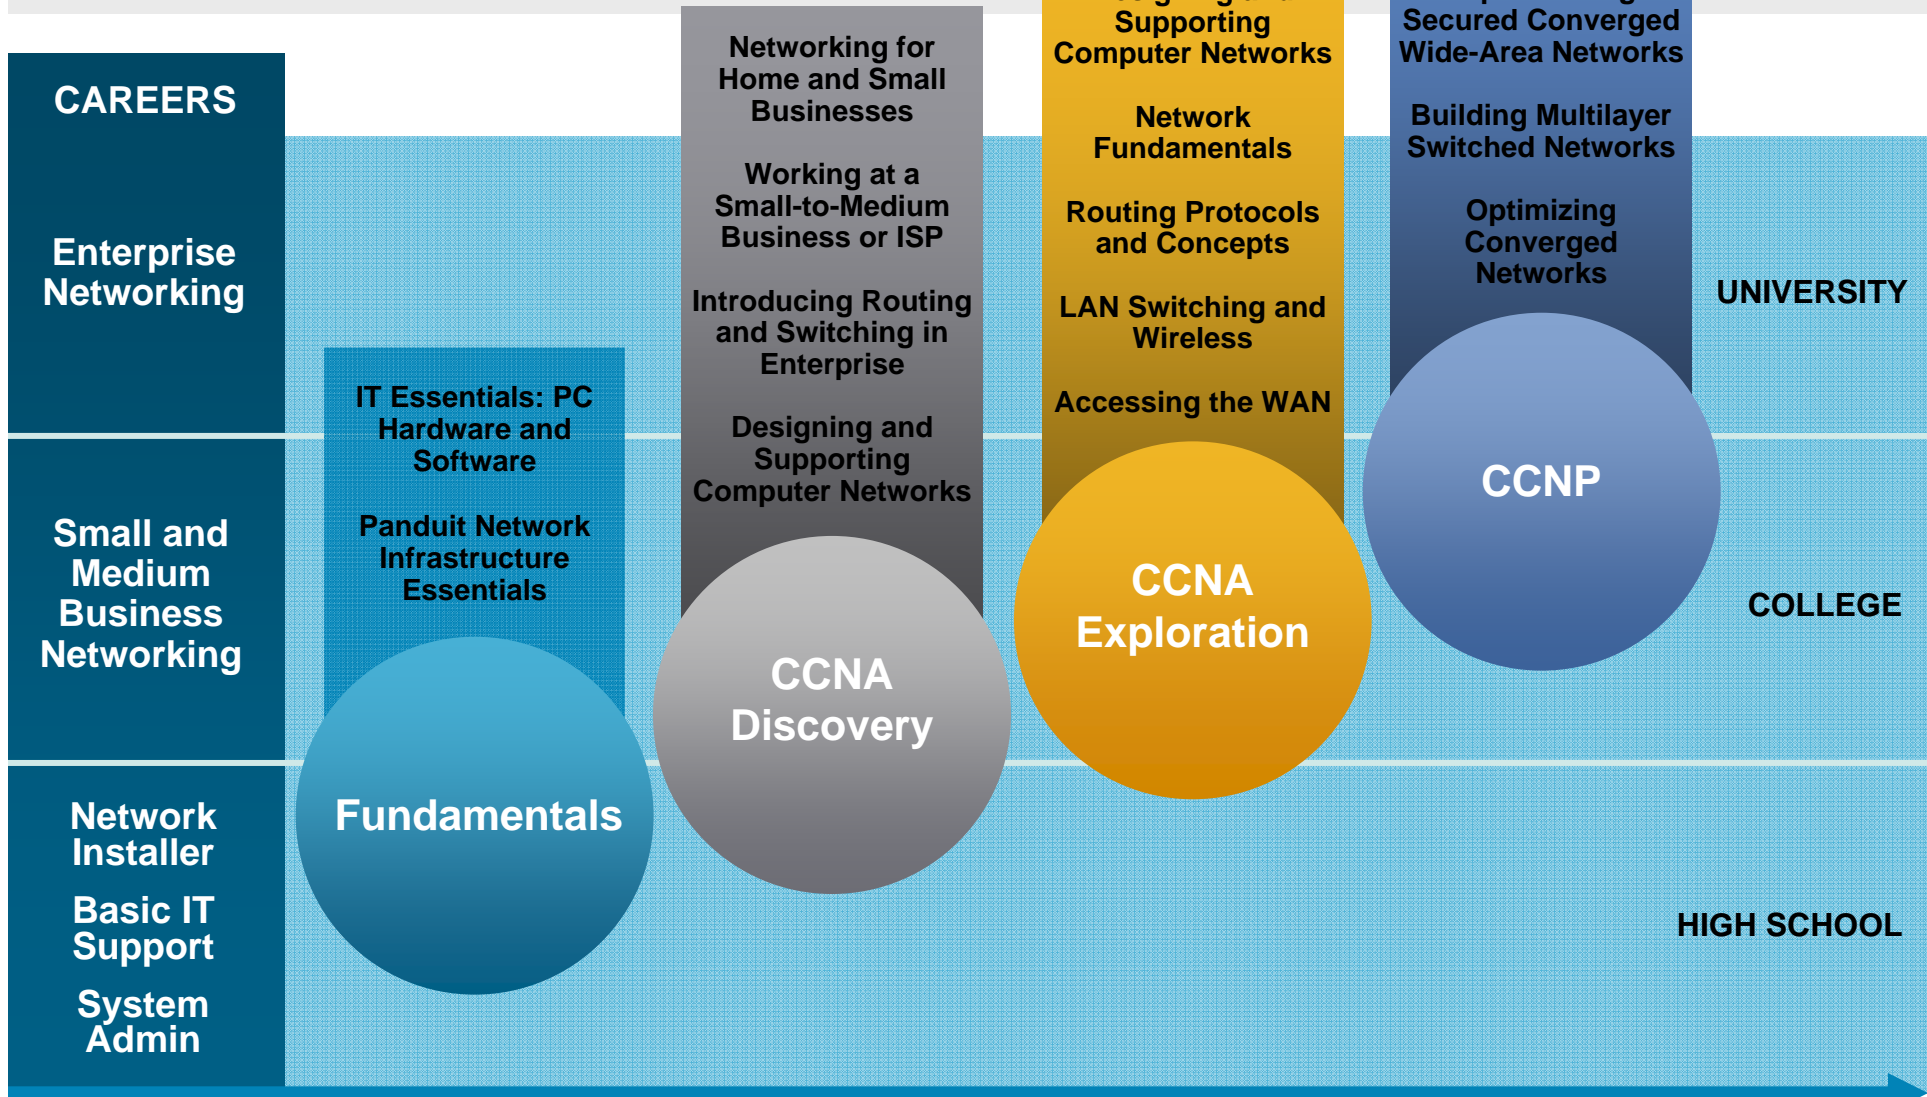 CAREERS
Enterprise
Networking
Small and
Medium
Business
Networking
Network
Installer
Basic IT
Support
System
Admin
IT Essentials: PC
Hardware and
Software
Panduit Network
Infrastructure
Essentials
Fundamentals
Networking for
Home and Small
Businesses
Working at a
Small-to-Medium
Business or ISP
Introducing Routing
and Switching in
Enterprise
Designing and
Supporting
Computer Networks
CCNA
Discovery
Supporting
Computer Networks
Network
Fundamentals
Routing Protocols
and Concepts
LAN Switching and
Wireless
Accessing the WAN
CCNA
Exploration
Secured Converged
Wide-Area Networks
Building Multilayer
Switched Networks
Optimizing
Converged
Networks
CCNP
UNIVERSITY
COLLEGE
HIGH SCHOOL